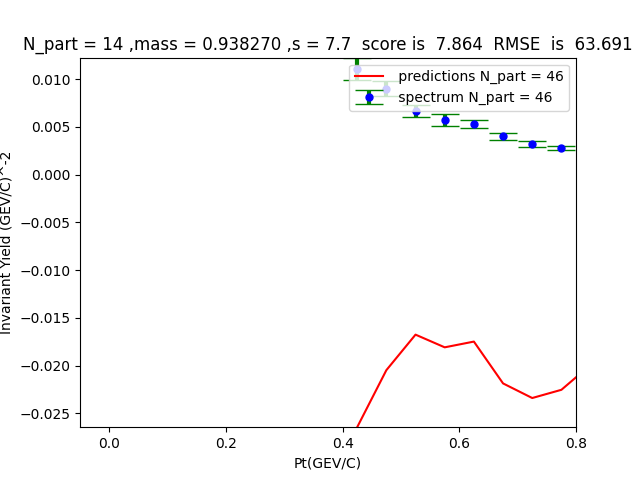 N_part = 14 ,mass = 0.938270 ,s = 7.7  score is  7.864  RMSE  is  63.691
predictions N_part = 46
spectrum N_part = 46
0.010
0.005
0.000
−0.005
−0.010
−0.015
−0.020
−0.025
Invariant Yield (GEV/C)^-2
0.0
0.2
0.4
0.6
0.8
Pt(GEV/C)